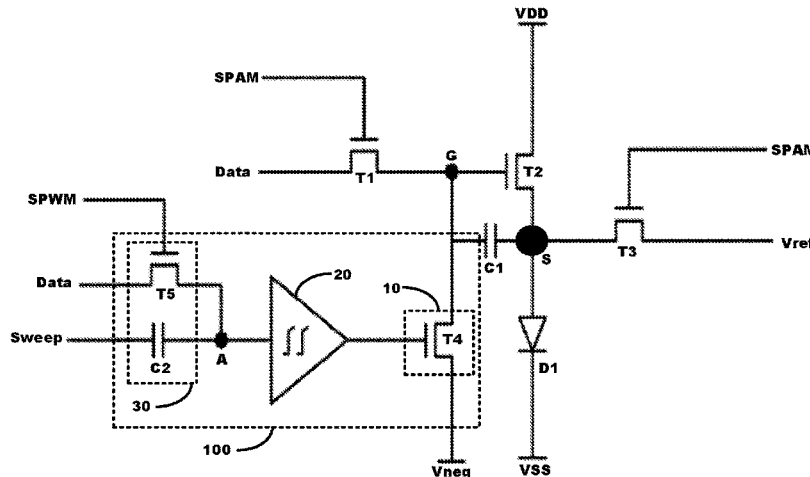 VDD
SPAM
G
T2
SPAM
Data
T1
SPWM
T3
Vref
C1
S
20
10
Data
T5
T4
Sweep
C2
A
D1
30
100
Vneg
VSS